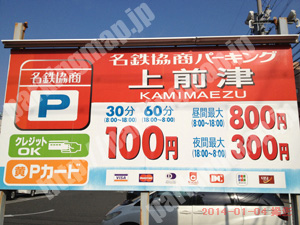 名鉄協商パーキング
上前津
KAMIMAEZU
名鉄協商
P
30分 60分
(8:00~18:00) (18:00~8:00)
100円
昼間最大
(8:00~18:00)
800円
夜間最大
(18:00~8:00)
300円
クレジット
OK
Pカード
VISA
2014-01-04